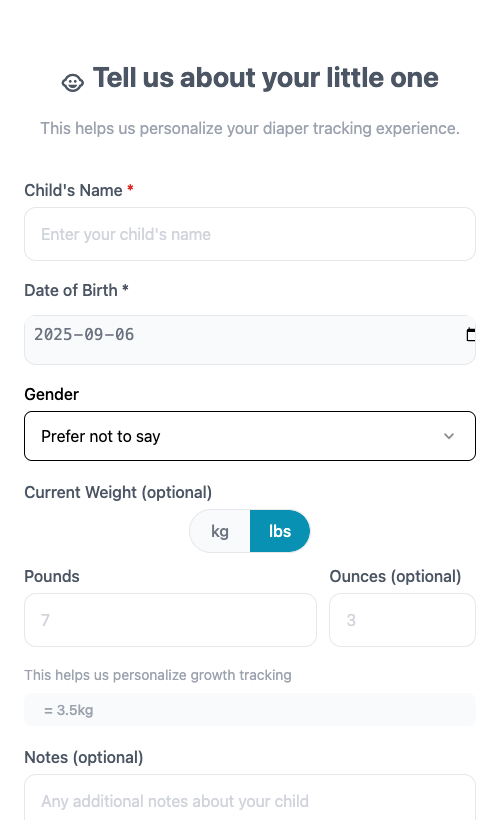 Tell us about your little one
This helps us personalize your diaper tracking experience.
Child's Name *
Enter your child's name
Date of Birth *
2025-09-06
Gender
Prefer not to say
Current Weight (optional)
kg lbs
Pounds Ounces (optional)
7 3
This helps us personalize growth tracking
= 3.5kg
Notes (optional)
Any additional notes about your child